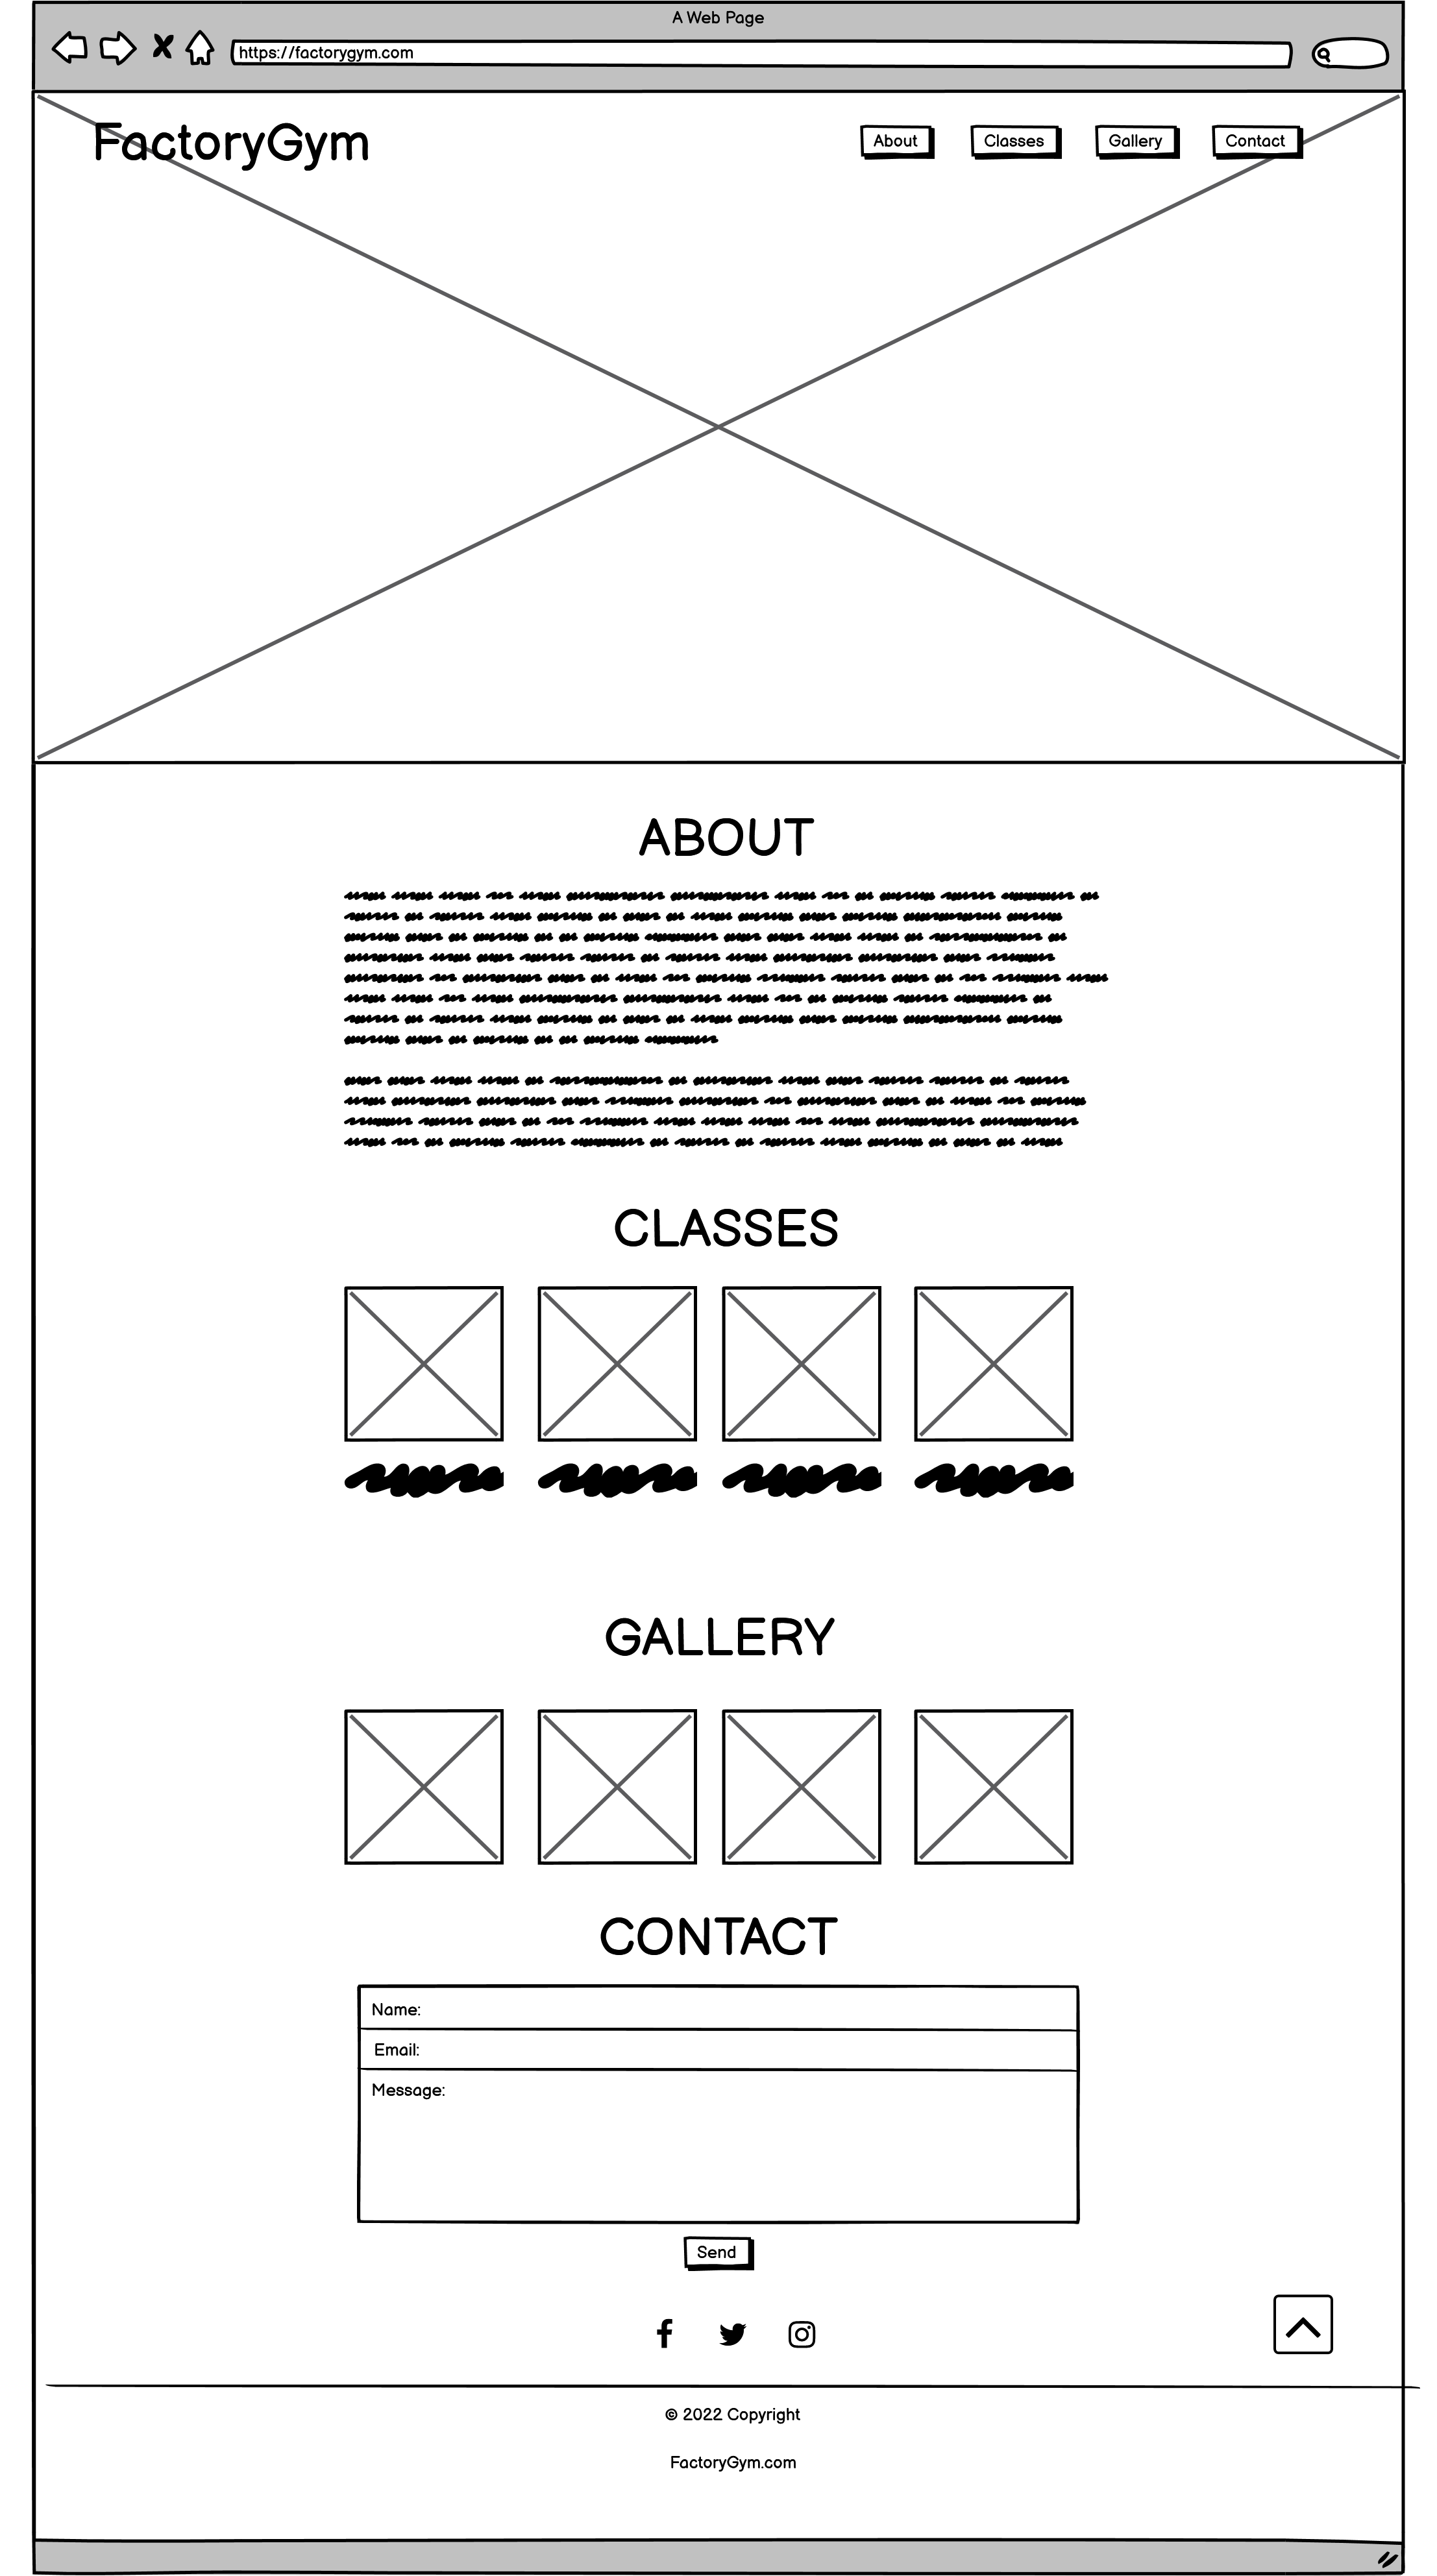 A Web Page
https://factorygym.com
FactoryGym
About
Classes
Gallery
Contact
ABOUT
CLASSES
GALLERY
CONTACT
Name:
Email:
Message:
Send
© 2022 Copyright
FactoryGym.com